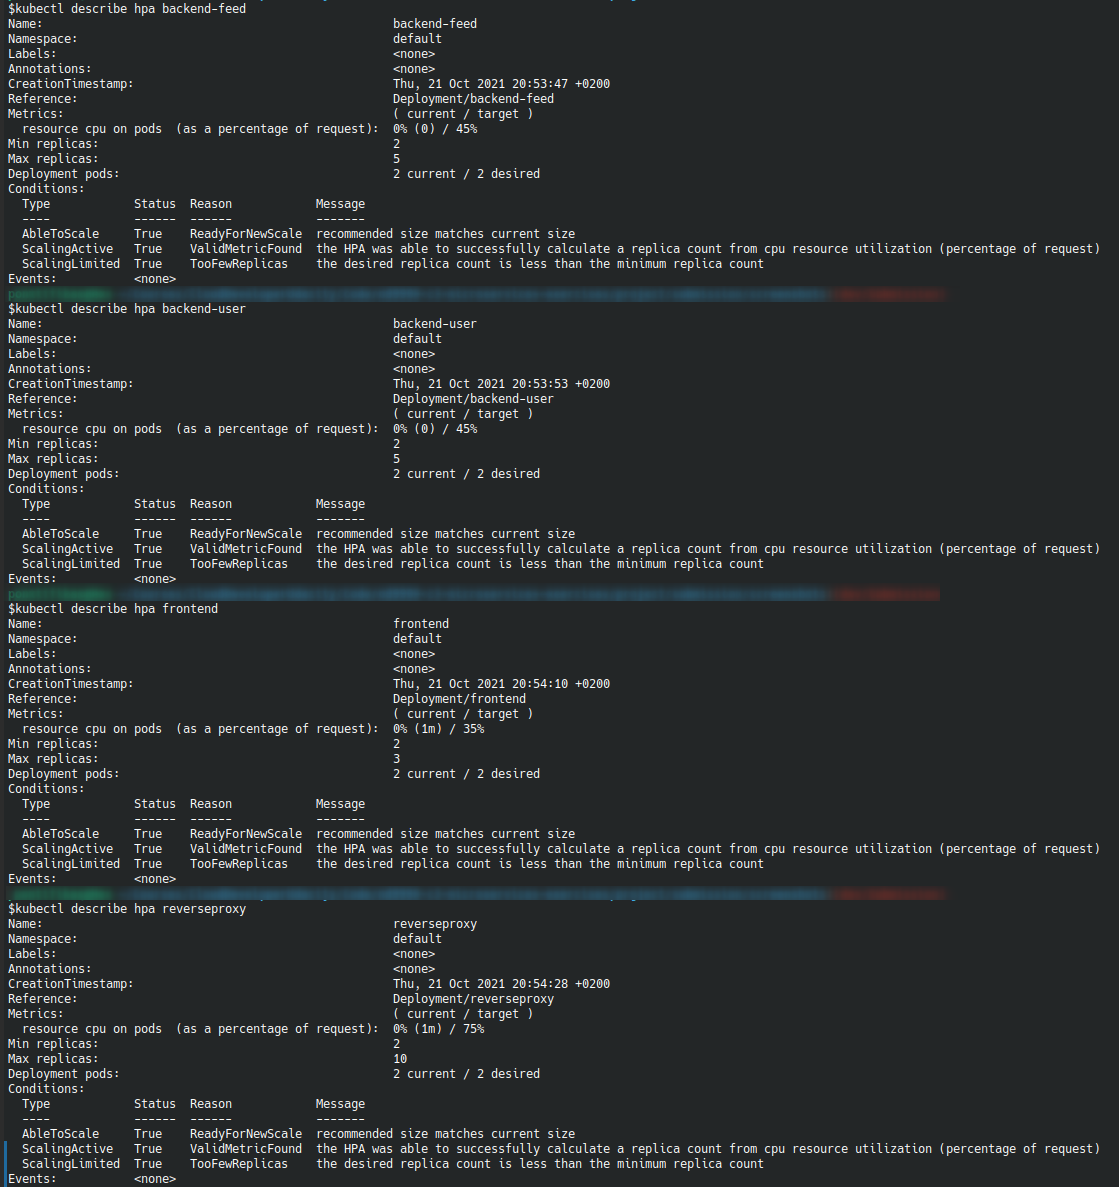 $kubectl describe hpa backend-feed
Name: backend-feed
Namespace: default
Labels: <none>
Annotations: <none>
CreationTimestamp: Thu, 21 Oct 2021 20:53:47 +0200
Reference: Deployment/backend-feed
Metrics: ( current / target )
resource cpu on pods (as a percentage of request): 0% (0) / 45%
Min replicas: 2
Max replicas: 5
Deployment pods: 2 current / 2 desired
Conditions:
Type Status Reason Message
---- ------ ------ -------
AbleToScale True ReadyForNewScale recommended size matches current size
ScalingActive True ValidMetricFound the HPA was able to successfully calculate a replica count from cpu resource utilization (percentage of request)
ScalingLimited True TooFewReplicas the desired replica count is less than the minimum replica count
Events: <none>
$kubectl describe hpa backend-user
Name: backend-user
Namespace: default
Labels: <none>
Annotations: <none>
CreationTimestamp: Thu, 21 Oct 2021 20:53:53 +0200
Reference: Deployment/backend-user
Metrics: ( current / target )
resource cpu on pods (as a percentage of request): 0% (0) / 45%
Min replicas: 2
Max replicas: 5
Deployment pods: 2 current / 2 desired
Conditions:
Type Status Reason Message
---- ------ ------ -------
AbleToScale True ReadyForNewScale recommended size matches current size
ScalingActive True ValidMetricFound the HPA was able to successfully calculate a replica count from cpu resource utilization (percentage of request)
ScalingLimited True TooFewReplicas the desired replica count is less than the minimum replica count
Events: <none>
$kubectl describe hpa frontend
Name: frontend
Namespace: default
Labels: <none>
Annotations: <none>
CreationTimestamp: Thu, 21 Oct 2021 20:54:10 +0200
Reference: Deployment/frontend
Metrics: ( current / target )
resource cpu on pods (as a percentage of request): 0% (1m) / 35%
Min replicas: 2
Max replicas: 3
Deployment pods: 2 current / 2 desired
Conditions:
Type Status Reason Message
---- ------ ------ -------
AbleToScale True ReadyForNewScale recommended size matches current size
ScalingActive True ValidMetricFound the HPA was able to successfully calculate a replica count from cpu resource utilization (percentage of request)
ScalingLimited True TooFewReplicas the desired replica count is less than the minimum replica count
Events: <none>
$kubectl describe hpa reverseproxy
Name: reverseproxy
Namespace: default
Labels: <none>
Annotations: <none>
CreationTimestamp: Thu, 21 Oct 2021 20:54:28 +0200
Reference: Deployment/reverseproxy
Metrics: ( current / target )
resource cpu on pods (as a percentage of request): 0% (1m) / 75%
Min replicas: 2
Max replicas: 10
Deployment pods: 2 current / 2 desired
Conditions:
Type Status Reason Message
---- ------ ------ -------
AbleToScale True ReadyForNewScale recommended size matches current size
ScalingActive True ValidMetricFound the HPA was able to successfully calculate a replica count from cpu resource utilization (percentage of request)
ScalingLimited True TooFewReplicas the desired replica count is less than the minimum replica count
Events: <none>